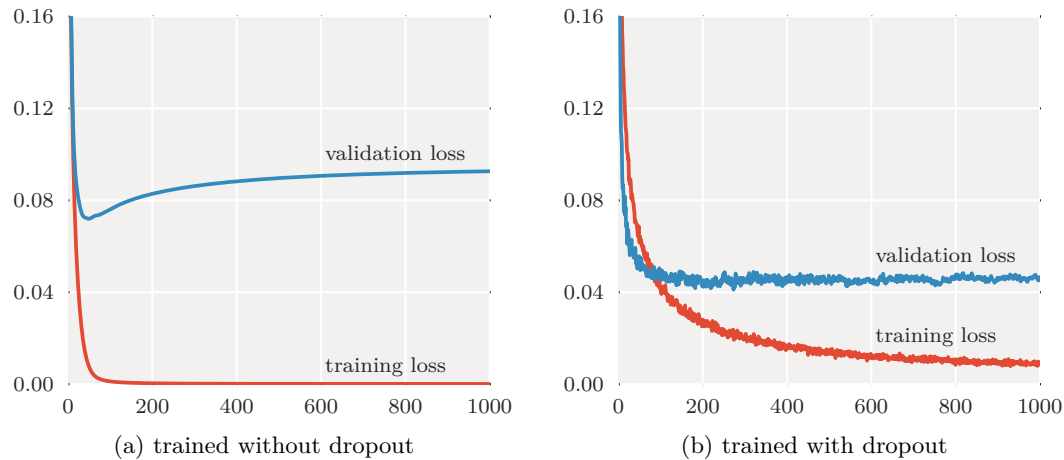 0.16
0.12
0.08
0.04
0.00
validation loss
training loss
0 200 400 600 800 1000
(a) trained without dropout
0.16
0.12
0.08
0.04
0.00
validation loss
training loss
0 200 400 600 800 1000
(b) trained with dropout